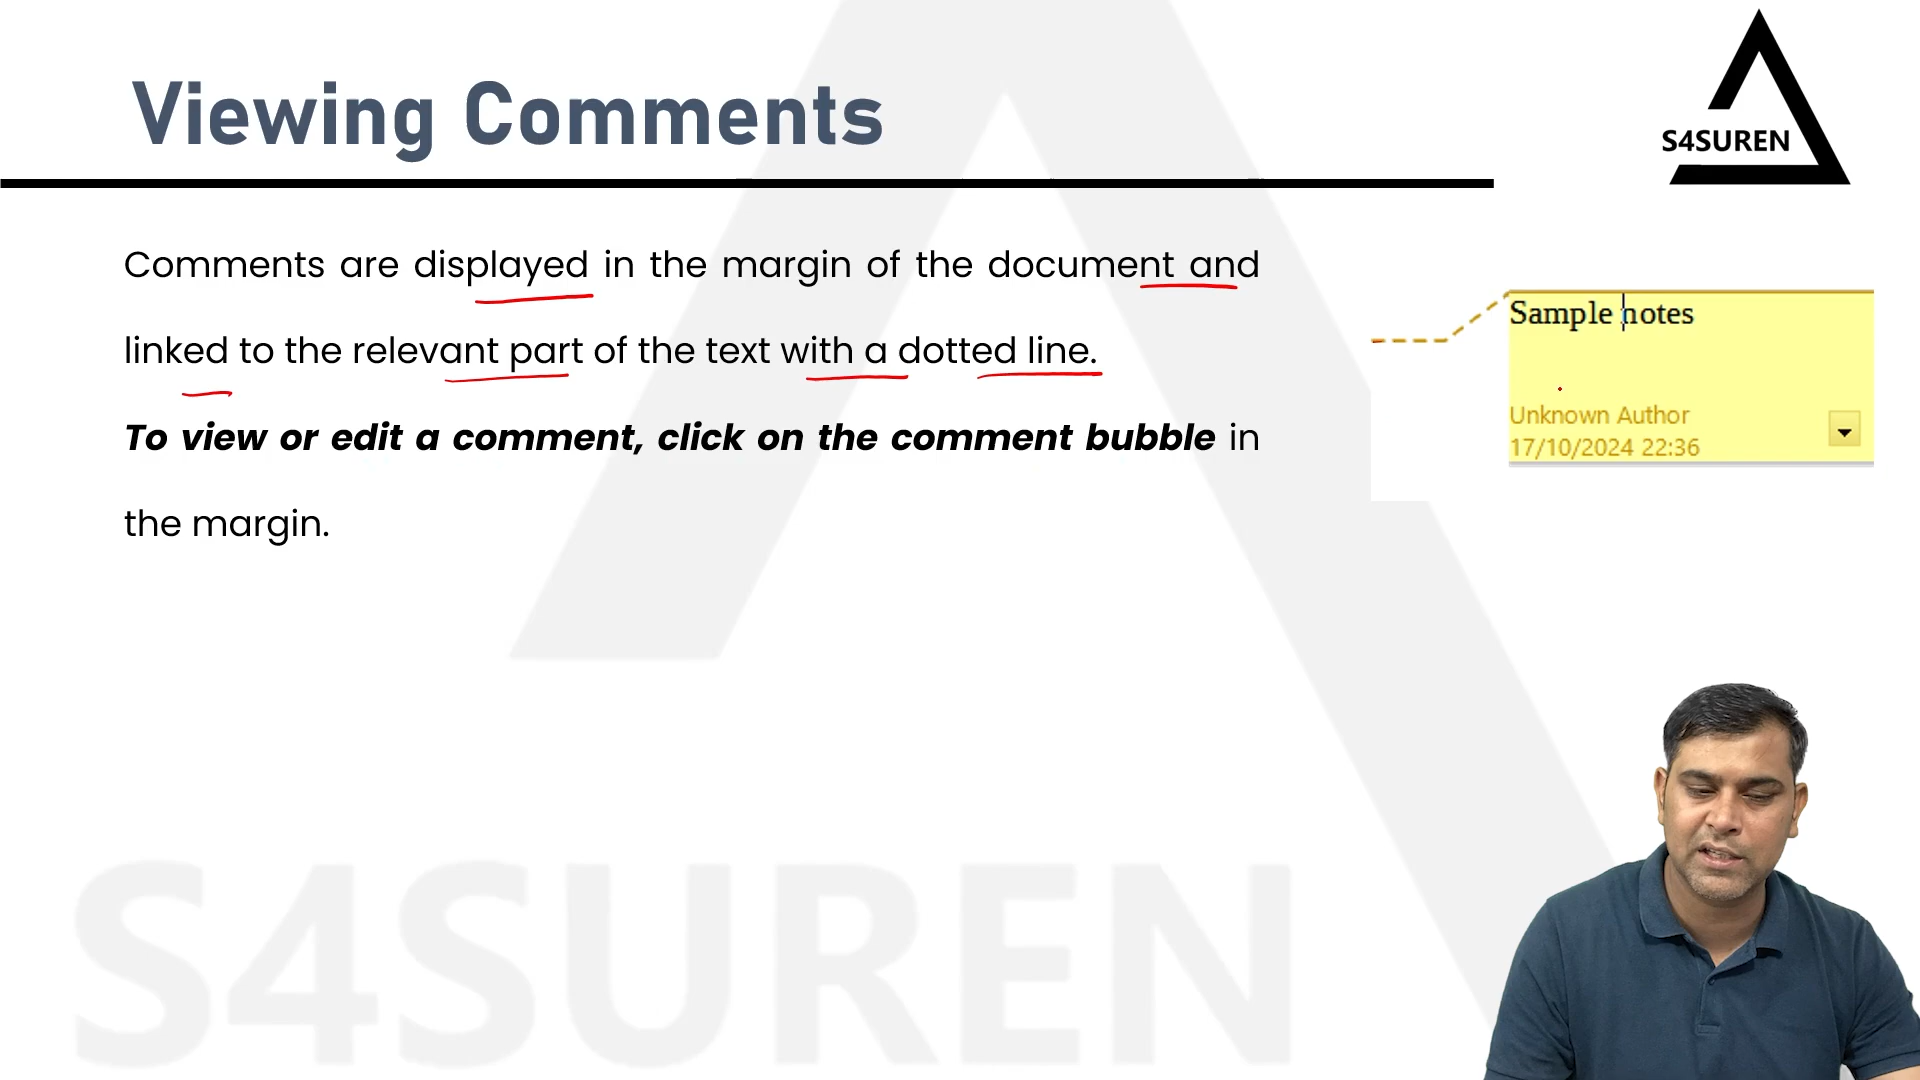 Viewing Comments
S4SUREN
Comments are displayed in the margin of the document and
linked to the relevant part of the text with a dotted line.
To view or edit a comment, click on the comment bubble in
the margin.
Sample notes
Unknown Author
17/10/2024 22:36
S4SUREN